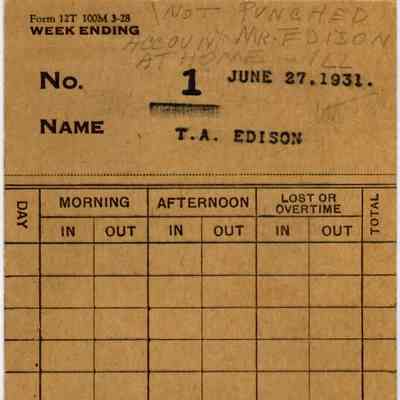 Form 12T 100M 3-28
NOT PUNCHED
WEEK ENDING
ACCOUNT MR. EDISON
AT HOME - ILL
No. 1 JUNE 27.1931.
NAME T.A. EDISON
DAY MORNING AFTERNOON LOST OR OVERTIME TOTAL
IN OUT IN OUT IN OUT